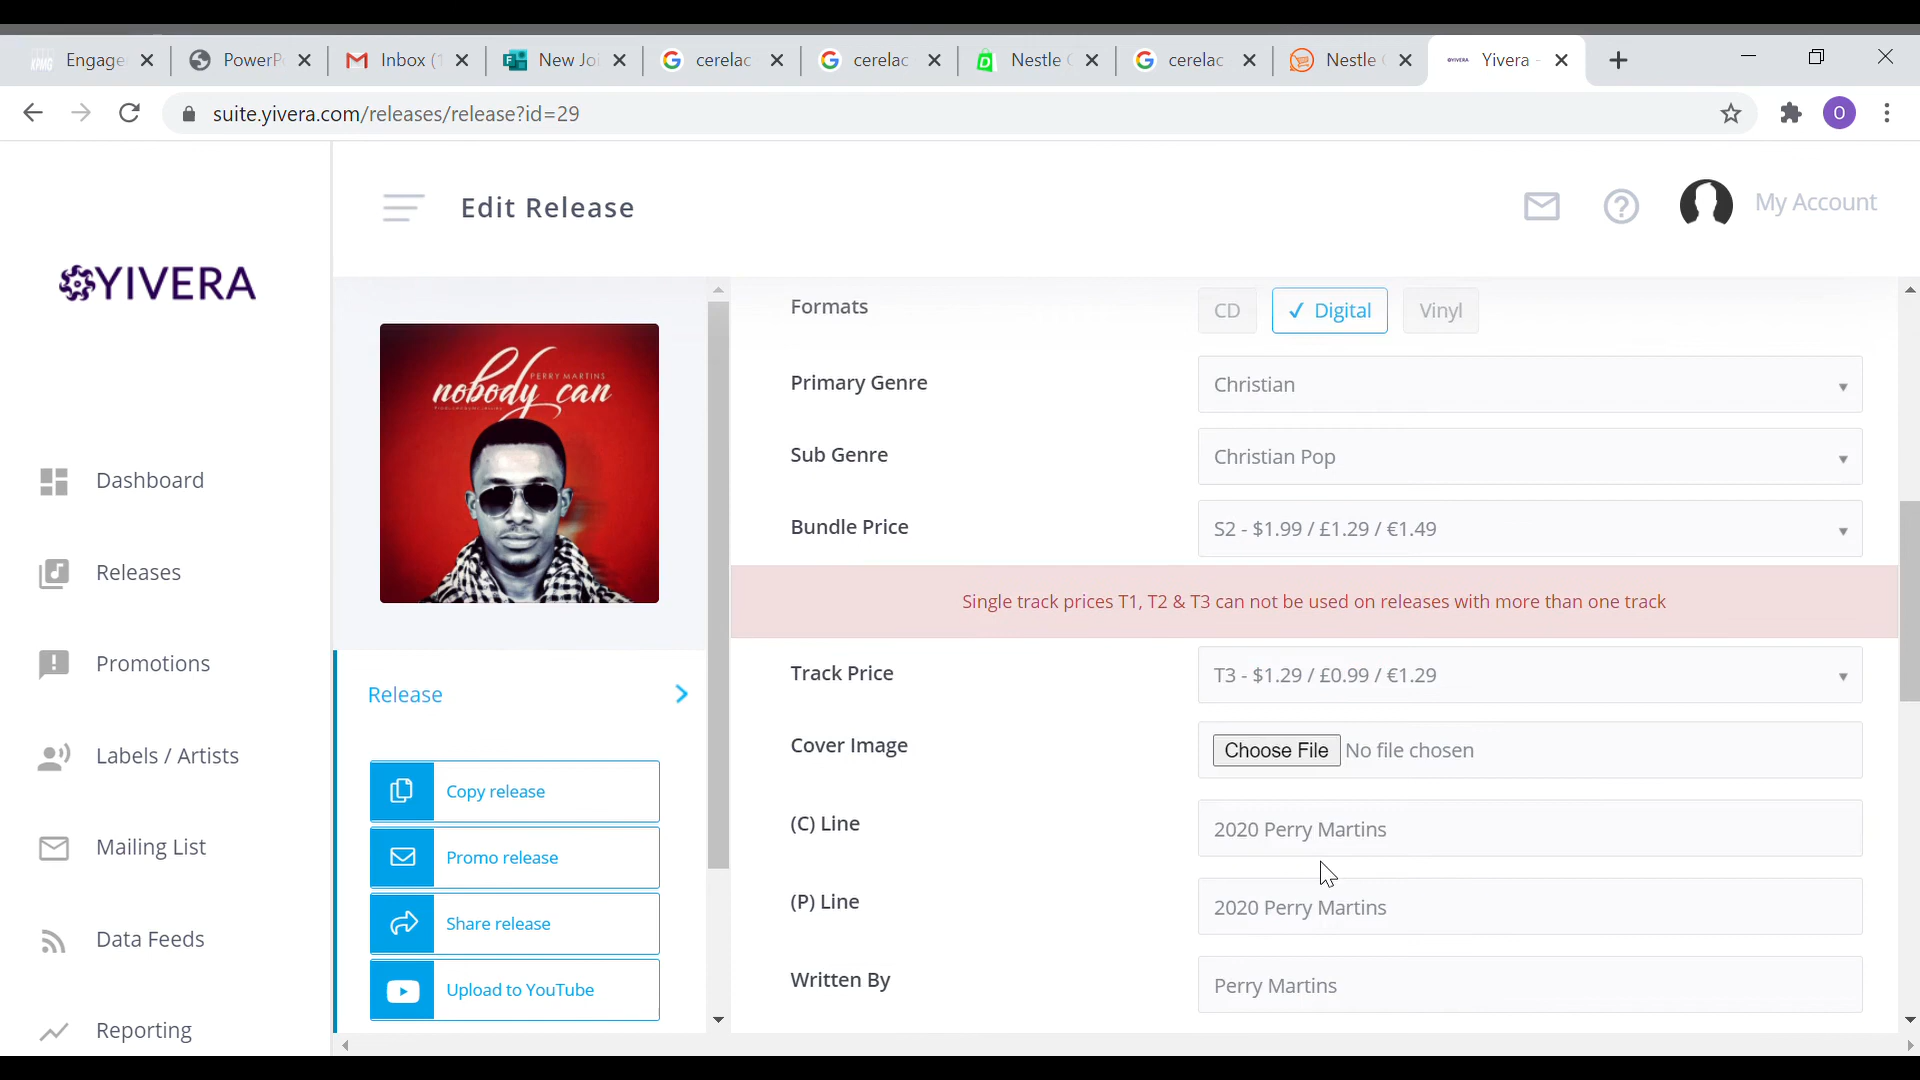 Engage
PowerP
Inbox (1
New Joi
cerelac
cerelac
Nestle
cerelac
Nestle
YIVERA
Yivera -
suite.yivera.com/releases/release?id=29
O
Edit Release
My Account
YIVERA
Dashboard
Releases
Promotions
Labels / Artists
Mailing List
Data Feeds
Reporting
PERRY MARTINS
nobody can
Release
Copy release
Promo release
Share release
Upload to YouTube
Formats
CD
✓ Digital
Vinyl
Primary Genre
Christian
Sub Genre
Christian Pop
Bundle Price
S2 - $1.99 / £1.29 / €1.49
Single track prices T1, T2 & T3 can not be used on releases with more than one track
Track Price
T3 - $1.29 / £0.99 / €1.29
Cover Image
Choose File No file chosen
(C) Line
2020 Perry Martins
(P) Line
2020 Perry Martins
Written By
Perry Martins